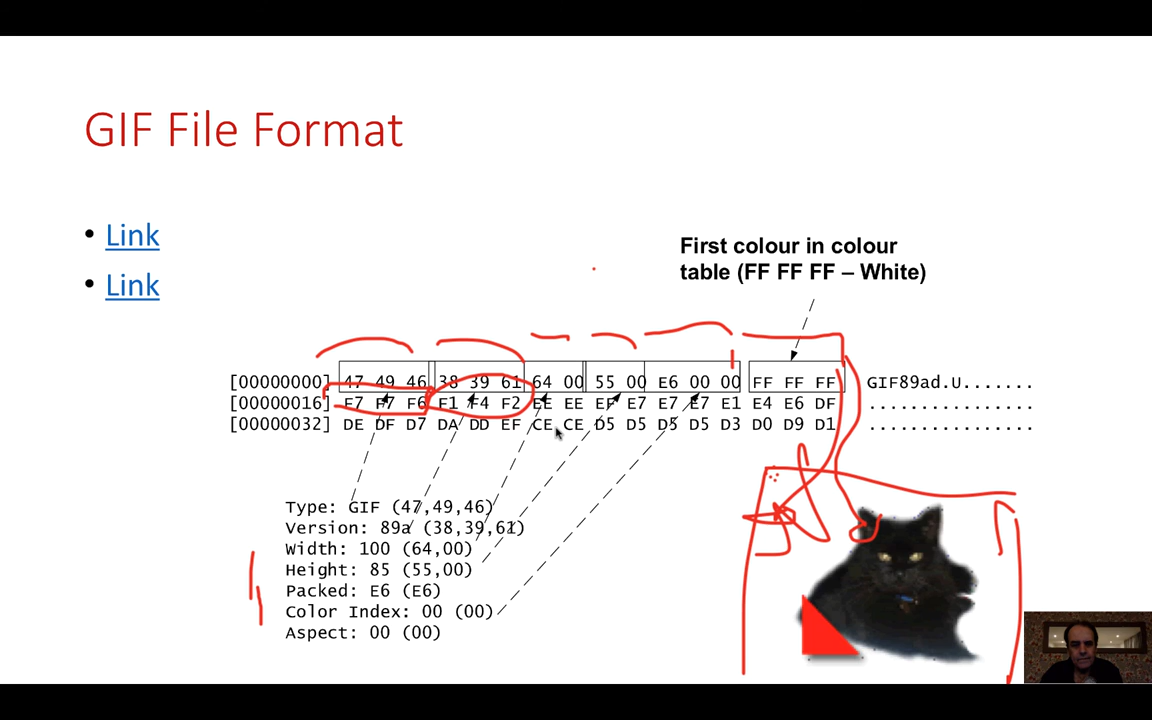 GIF File Format
• Link
• Link
First colour in colour
table (FF FF FF – White)
[00000000] 47 49 46 38 39 61 64 00 55 00 E6 00 00 FF FF FF GIF89ad.U.......
[00000016] F7 F7 F6 F1 F4 F2 EE EE EF E7 E7 E7 E1 E4 E6 DF ................
[00000032] DE DF D7 DA DD EF CE CE D5 D5 D5 D5 D3 D0 D9 D1 ................
Type: GIF (47,49,46)
Version: 89a (38,39,61)
Width: 100 (64,00)
Height: 85 (55,00)
Packed: E6 (E6)
Color Index: 00 (00)
Aspect: 00 (00)